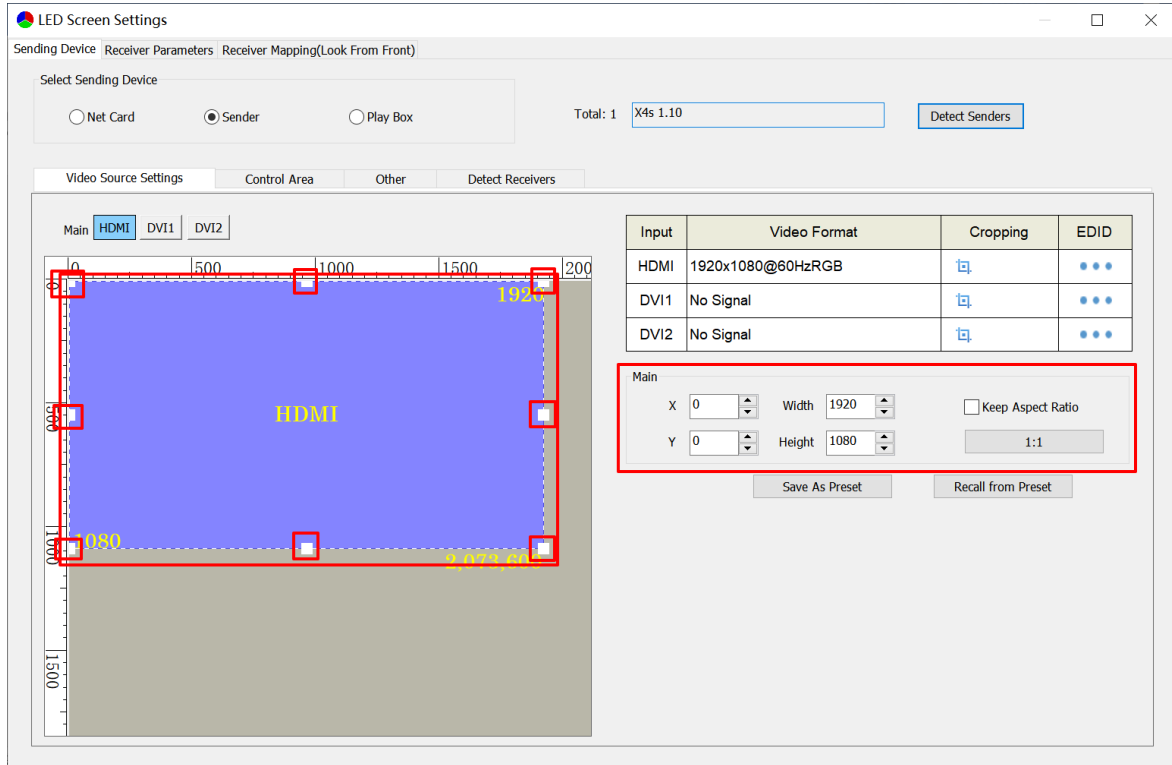 LED Screen Settings
Sending Device Receiver Parameters Receiver Mapping(Look From Front)
Select Sending Device
Net Card Sender Play Box
Total: 1 X4s 1.10 Detect Senders
Video Source Settings Control Area Other Detect Receivers
Main HDMI DVI1 DVI2
0 500 1000 1500 200
0
500
1000
1500
1920
HDMI
1080
2,073,600
Input Video Format Cropping EDID
HDMI 1920x1080@60HzRGB
DVI1 No Signal
DVI2 No Signal
Main
X 0 Width 1920 Keep Aspect Ratio
Y 0 Height 1080 1:1
Save As Preset Recall from Preset